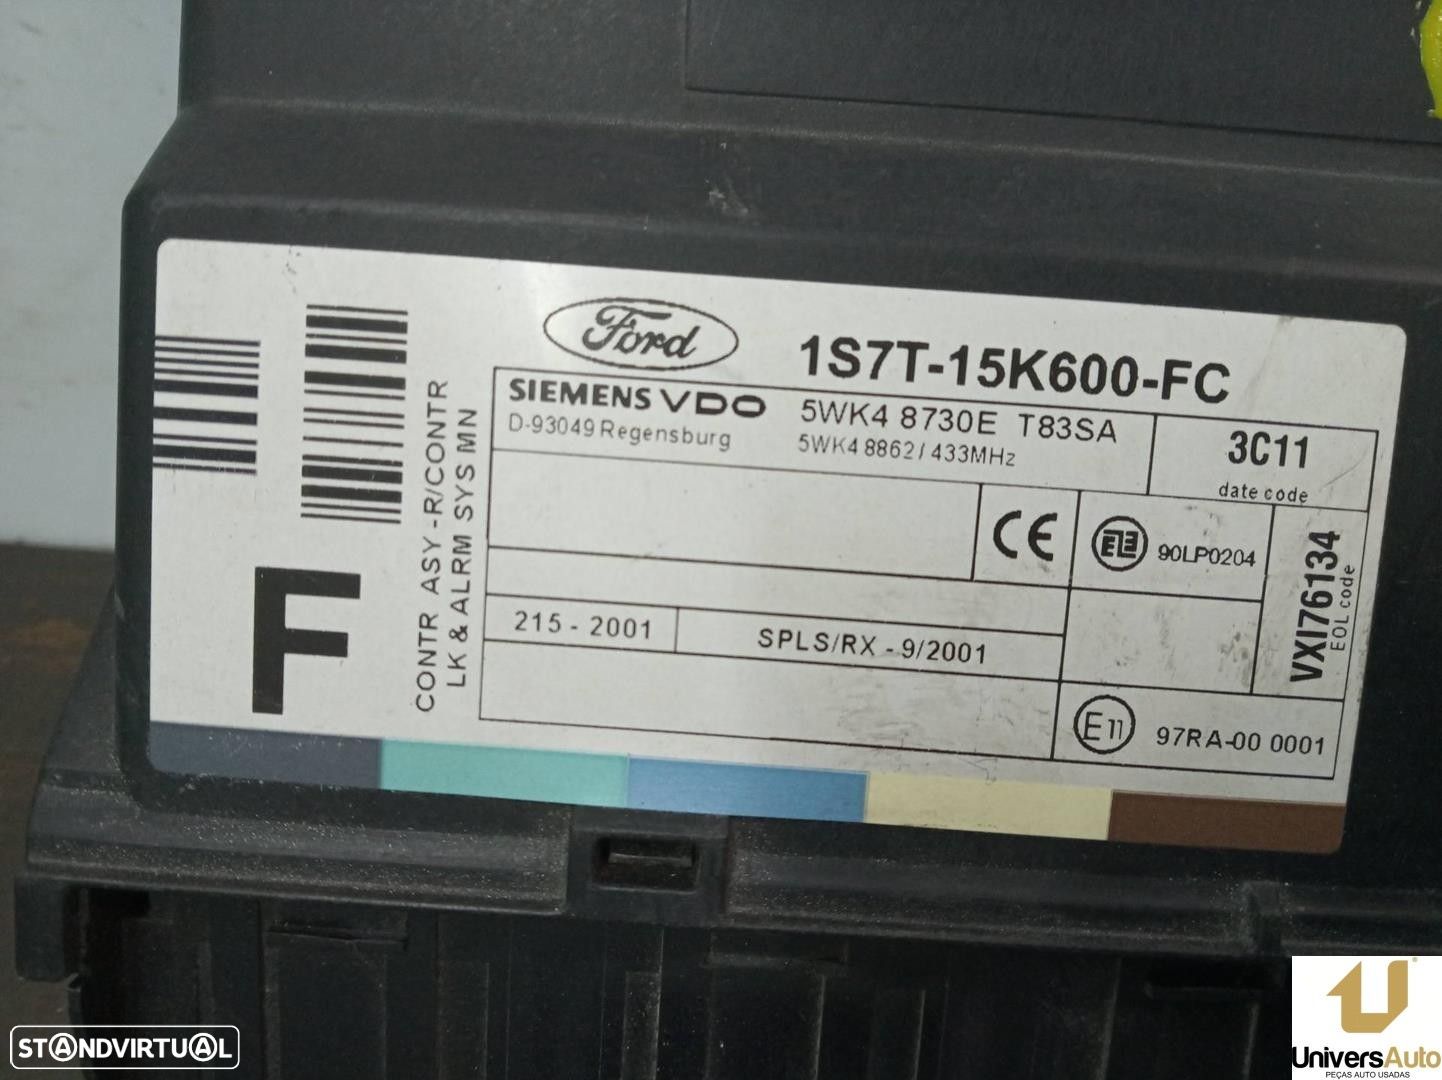 Ford
1S7T-15K600-FC
SIEMENS VDO
D-93049 Regensburg
5WK4 8730E T83SA
5WK4 8862 / 433MHz
3C11
date code
CE
90LP0204
VXI76134
EOL code
215 - 2001
SPLS/RX - 9/2001
E11
97RA-00 0001
CONTR ASY -R/CONTR
LK & ALRM SYS MN
F
STANDVIRTUAL
UniversAuto
PEÇAS AUTO USADAS